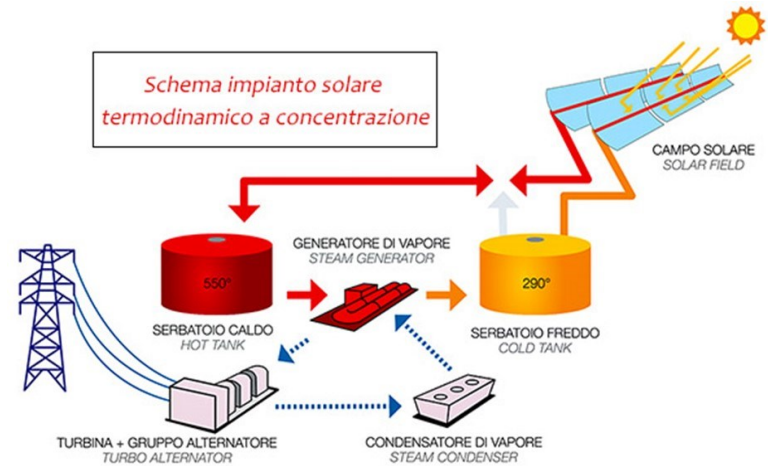 Schema impianto solare
termodinamico a concentrazione
CAMPO SOLARE
SOLAR FIELD
GENERATORE DI VAPORE
STEAM GENERATOR
550°
290°
SERBATOIO CALDO
HOT TANK
SERBATOIO FREDDO
COLD TANK
TURBINA + GRUPPO ALTERNATORE
TURBO ALTERNATOR
CONDENSATORE DI VAPORE
STEAM CONDENSER